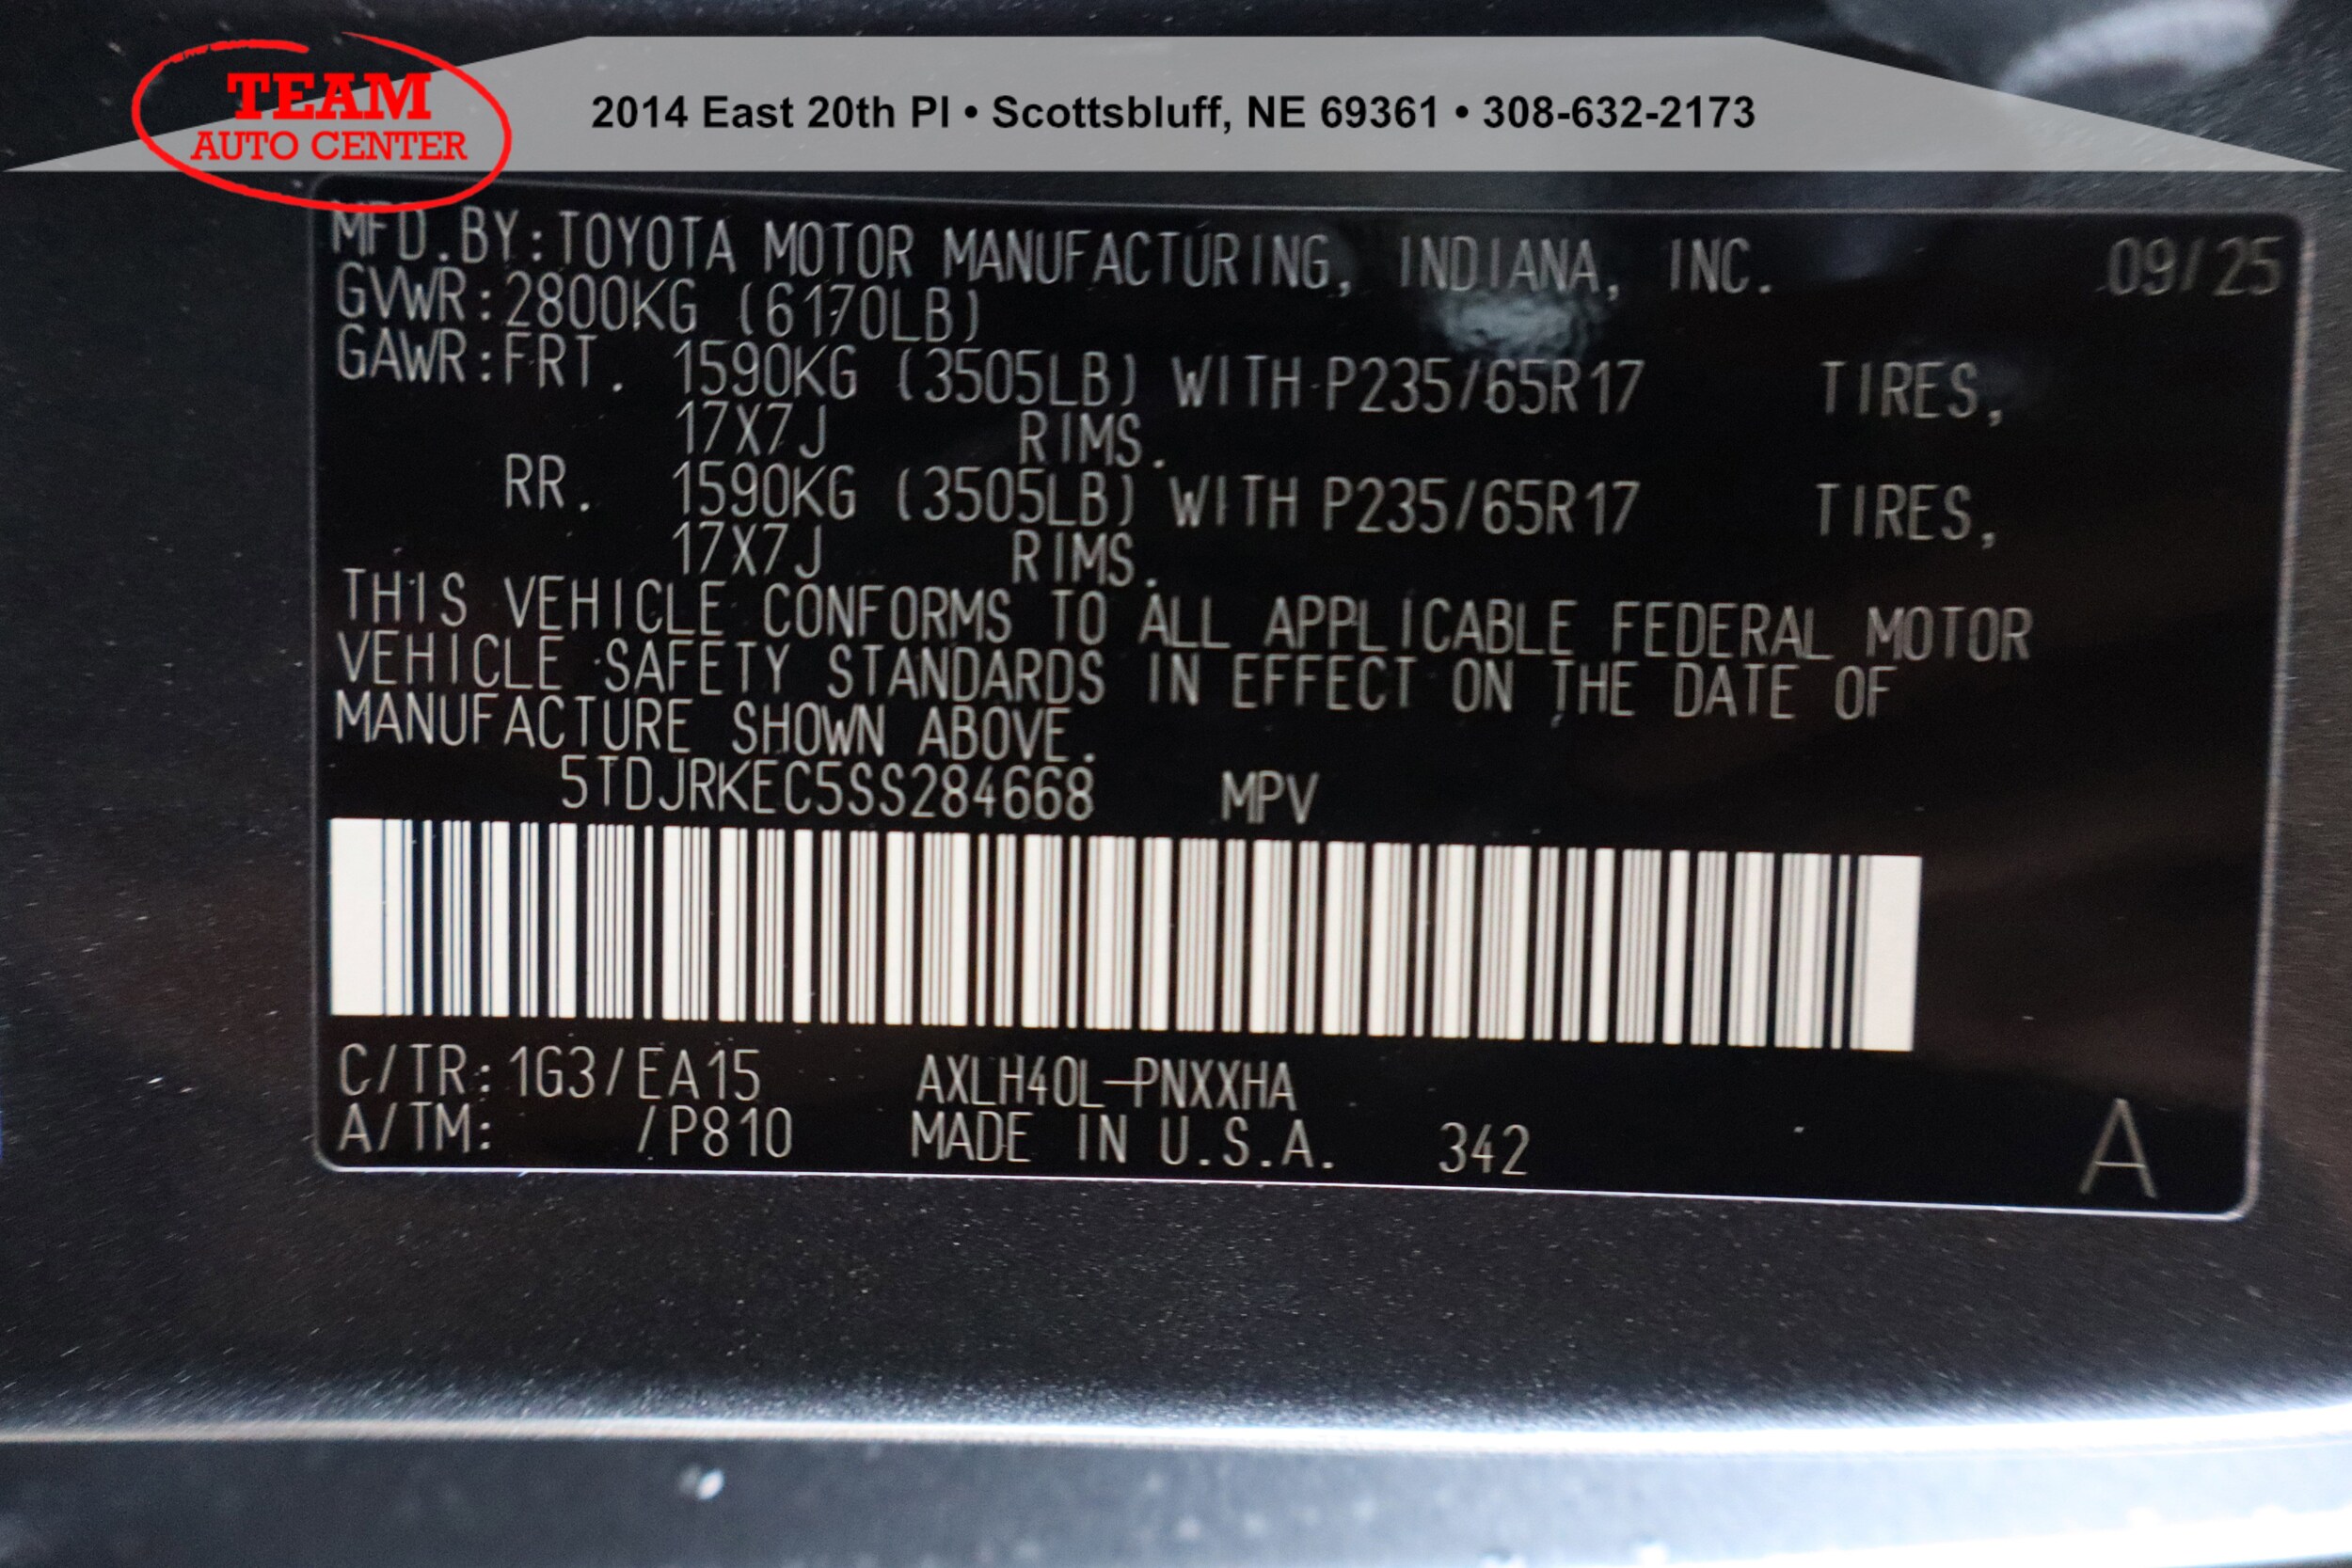 TEAM
AUTO CENTER
2014 East 20th Pl • Scottsbluff, NE 69361 • 308-632-2173
MFD.BY:TOYOTA MOTOR MANUFACTURING, INDIANA, INC. 09/25
GVWR:2800KG (6170LB)
GAWR:FRT. 1590KG (3505LB) WITH P235/65R17 TIRES,
17X7J RIMS.
RR. 1590KG (3505LB) WITH P235/65R17 TIRES,
17X7J RIMS.
THIS VEHICLE CONFORMS TO ALL APPLICABLE FEDERAL MOTOR
VEHICLE SAFETY STANDARDS IN EFFECT ON THE DATE OF
MANUFACTURE SHOWN ABOVE.
5TDJRKEC5SS284668 MPV
C/TR:1G3/EA15 AXLH40L-PNXXHA
A/TM: /P810 MADE IN U.S.A. 342 A